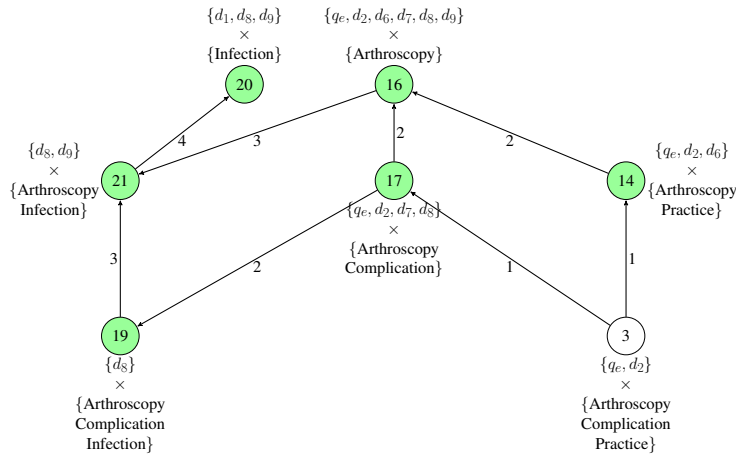 {d₁, d₈, d₉}
×
{Infection}
20
{qₑ, d₂, d₆, d₇, d₈, d₉}
×
{Arthroscopy}
16
4
3
2
2
{d₈, d₉}
×
{Arthroscopy
Infection}
21
17
{qₑ, d₂, d₇, d₈}
×
{Arthroscopy
Complication}
14
{qₑ, d₂, d₆}
×
{Arthroscopy
Practice}
3
2
1
1
19
{d₈}
×
{Arthroscopy
Complication
Infection}
3
{qₑ, d₂}
×
{Arthroscopy
Complication
Practice}